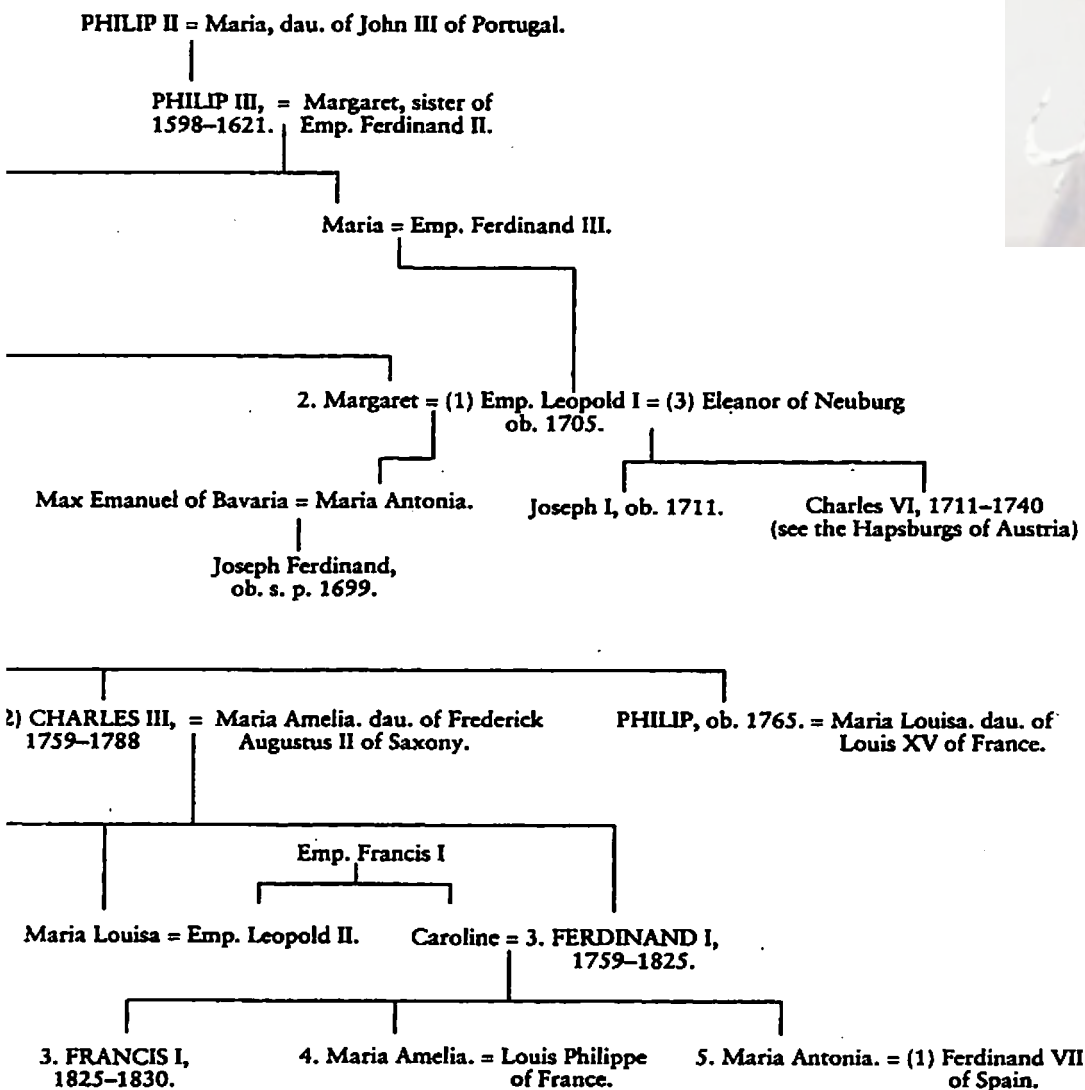 PHILIP II = Maria, dau. of John III of Portugal.
PHILIP III, = Margaret, sister of
1598–1621. Emp. Ferdinand II.
Maria = Emp. Ferdinand III.
2. Margaret = (1) Emp. Leopold I = (3) Eleanor of Neuburg
ob. 1705.
Max Emanuel of Bavaria = Maria Antonia.
Joseph I, ob. 1711.
Charles VI, 1711–1740
(see the Hapsburgs of Austria)
Joseph Ferdinand,
ob. s. p. 1699.
2) CHARLES III, = Maria Amelia. dau. of Frederick
1759–1788 Augustus II of Saxony.
PHILIP, ob. 1765. = Maria Louisa. dau. of
Louis XV of France.
Emp. Francis I
Maria Louisa = Emp. Leopold II.
Caroline = 3. FERDINAND I,
1759–1825.
3. FRANCIS I,
1825–1830.
4. Maria Amelia. = Louis Philippe
of France.
5. Maria Antonia. = (1) Ferdinand VII
of Spain.